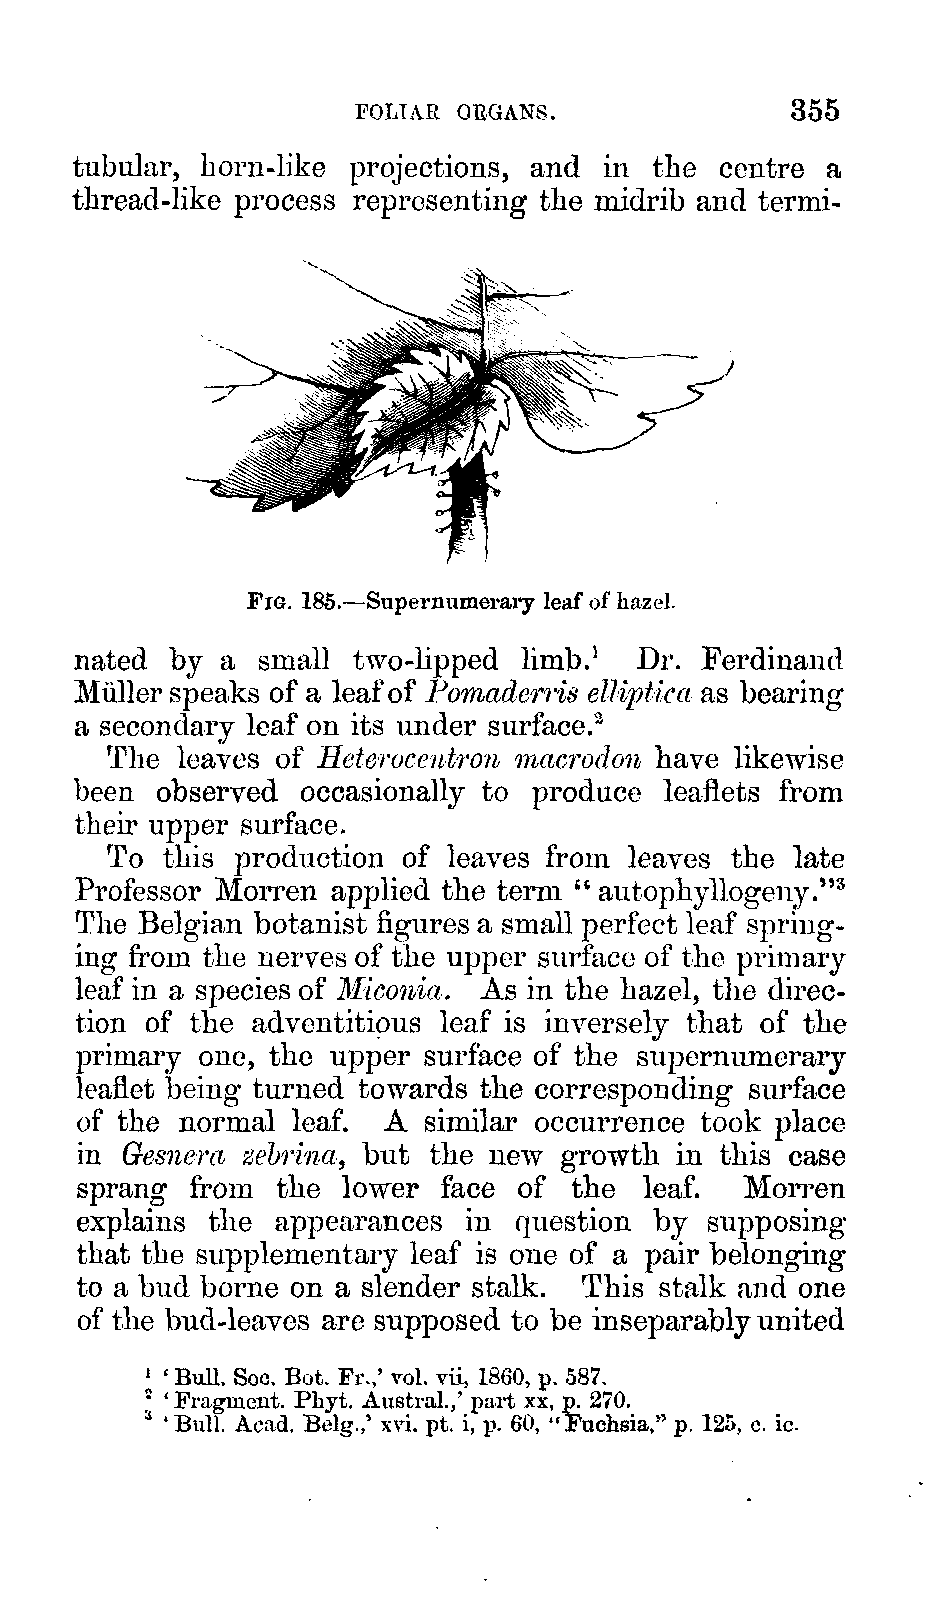 FOLIAR ORGANS. 355
tubular, horn-like projections, and in the centre a
thread-like process representing the midrib and termi-
FIG. 185.—Supernumerary leaf of hazel.
nated by a small two-lipped limb.¹ Dr. Ferdinand
Müller speaks of a leaf of Pomaderris elliptica as bearing
a secondary leaf on its under surface.²
The leaves of Heterocentron macrodon have likewise
been observed occasionally to produce leaflets from
their upper surface.
To this production of leaves from leaves the late
Professor Morren applied the term “autophyllogeny.”³
The Belgian botanist figures a small perfect leaf spring-
ing from the nerves of the upper surface of the primary
leaf in a species of Miconia. As in the hazel, the direc-
tion of the adventitious leaf is inversely that of the
primary one, the upper surface of the supernumerary
leaflet being turned towards the corresponding surface
of the normal leaf. A similar occurrence took place
in Gesnera zebrina, but the new growth in this case
sprang from the lower face of the leaf. Morren
explains the appearances in question by supposing
that the supplementary leaf is one of a pair belonging
to a bud borne on a slender stalk. This stalk and one
of the bud-leaves are supposed to be inseparably united
¹ ‘Bull. Soc. Bot. Fr.,’ vol. vii, 1860, p. 587.
² ‘Fragment. Phyt. Austral.,’ part xx, p. 270.
³ ‘Bull. Acad. Belg.,’ xvi. pt. i, p. 60, “Fuchsia,” p. 125, c. ic.